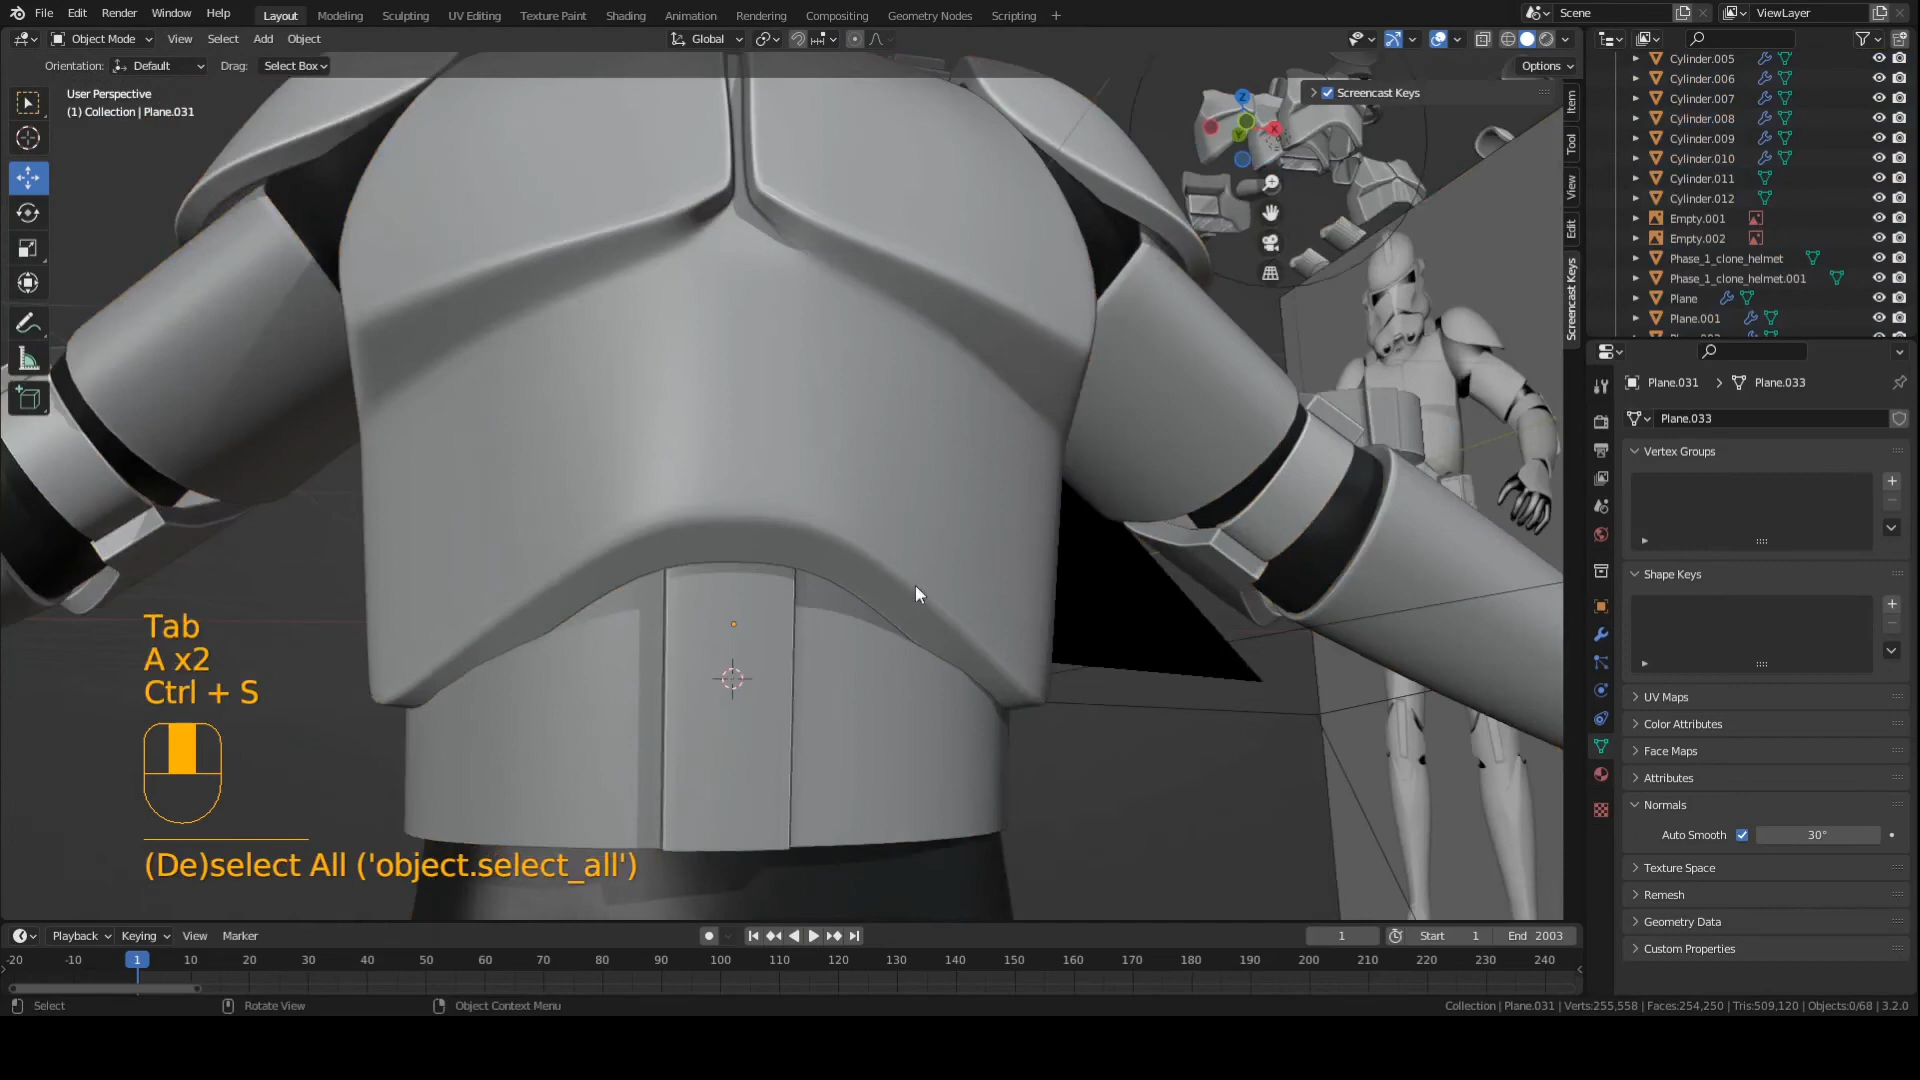 File Edit Render Window Help Layout Modeling Sculpting UV Editing Texture Paint Shading Animation Rendering Compositing Geometry Nodes Scripting + Scene ViewLayer
Object Mode View Select Add Object Global
Orientation: Default Drag: Select Box Options
User Perspective
(1) Collection | Plane.031
Screencast Keys
Z
X
Y
Item
Tool
View
Edit
Screencast Keys
Cylinder.005
Cylinder.006
Cylinder.007
Cylinder.008
Cylinder.009
Cylinder.010
Cylinder.011
Cylinder.012
Empty.001
Empty.002
Phase_1_clone_helmet
Phase_1_clone_helmet.001
Plane
Plane.001
Plane.031 > Plane.033
Plane.033
Vertex Groups
Shape Keys
UV Maps
Color Attributes
Face Maps
Attributes
Normals
Auto Smooth 30°
Texture Space
Remesh
Geometry Data
Custom Properties
Tab
A x2
Ctrl + S
(De)select All ('object.select_all')
Playback Keying View Marker 1 Start 1 End 2003
-20 -10 1 10 20 30 40 50 60 70 80 90 100 110 120 130 140 150 160 170 180 190 200 210 220 230 240
Select Rotate View Object Context Menu Collection | Plane.031 | Verts:255,558 | Faces:254,250 | Tris:509,120 | Objects:0/68 | 3.2.0